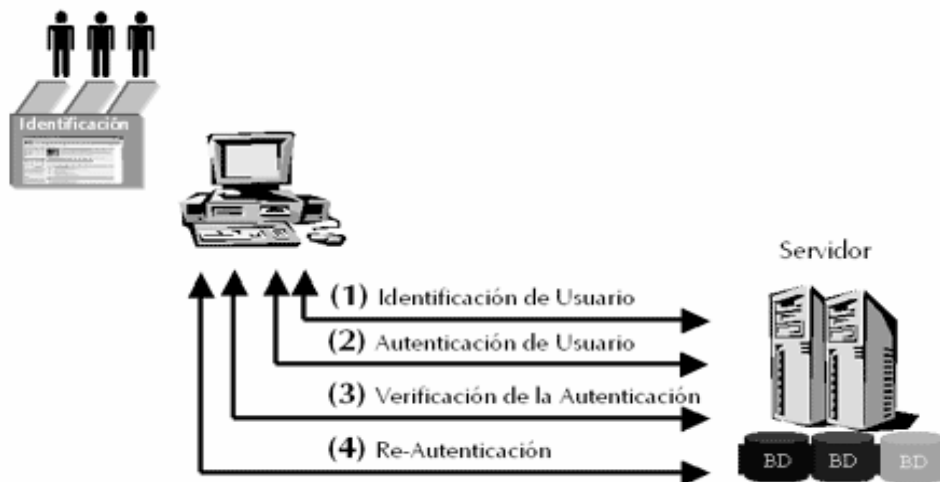 Identificación
Servidor
(1) Identificación de Usuario
(2) Autenticación de Usuario
(3) Verificación de la Autenticación
(4) Re-Autenticación
BD BD BD